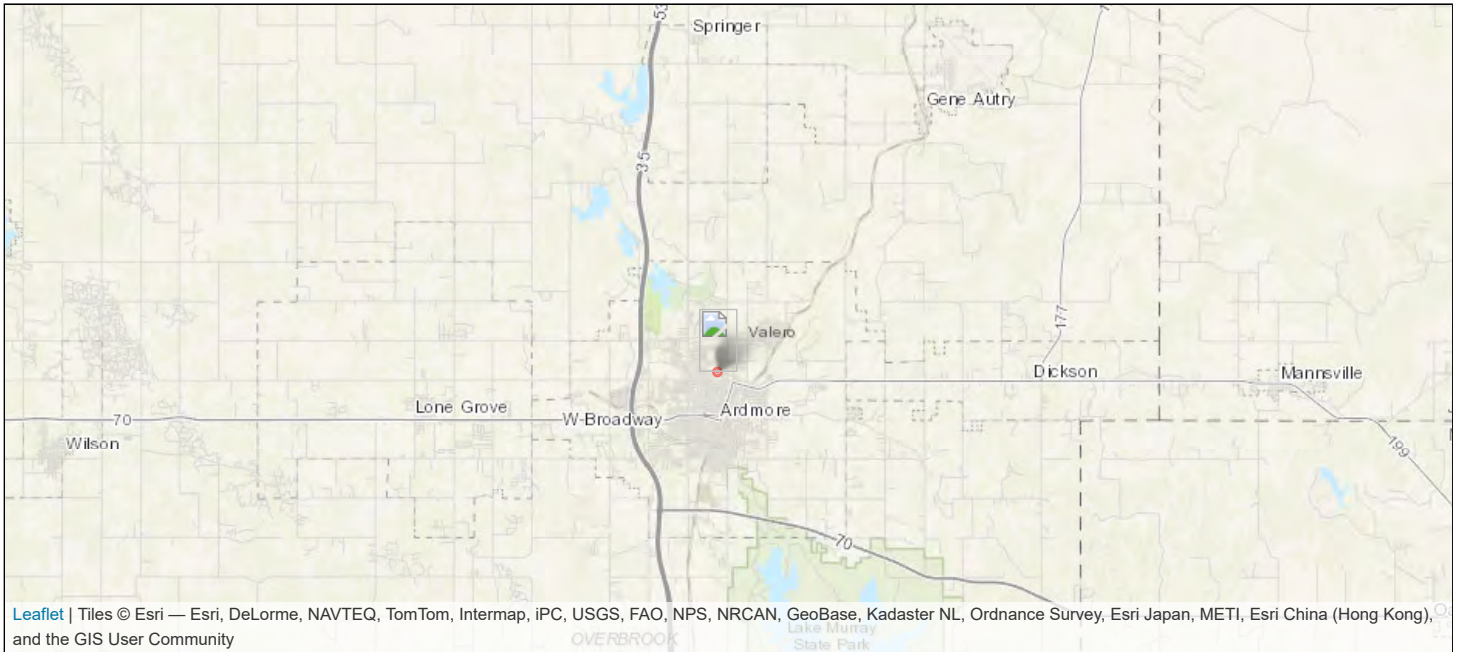 53
Springer
Gene Autry
35
Valero
177
Dickson
Mannsville
Lone Grove
Ardmore
W-Broadway
70
Wilson
199
70
Leaflet | Tiles © Esri — Esri, DeLorme, NAVTEQ, TomTom, Intermap, iPC, USGS, FAO, NPS, NRCAN, GeoBase, Kadaster NL, Ordnance Survey, Esri Japan, METI, Esri China (Hong Kong),
and the GIS User Community
OVERBROOK
Lake Murray
State Park